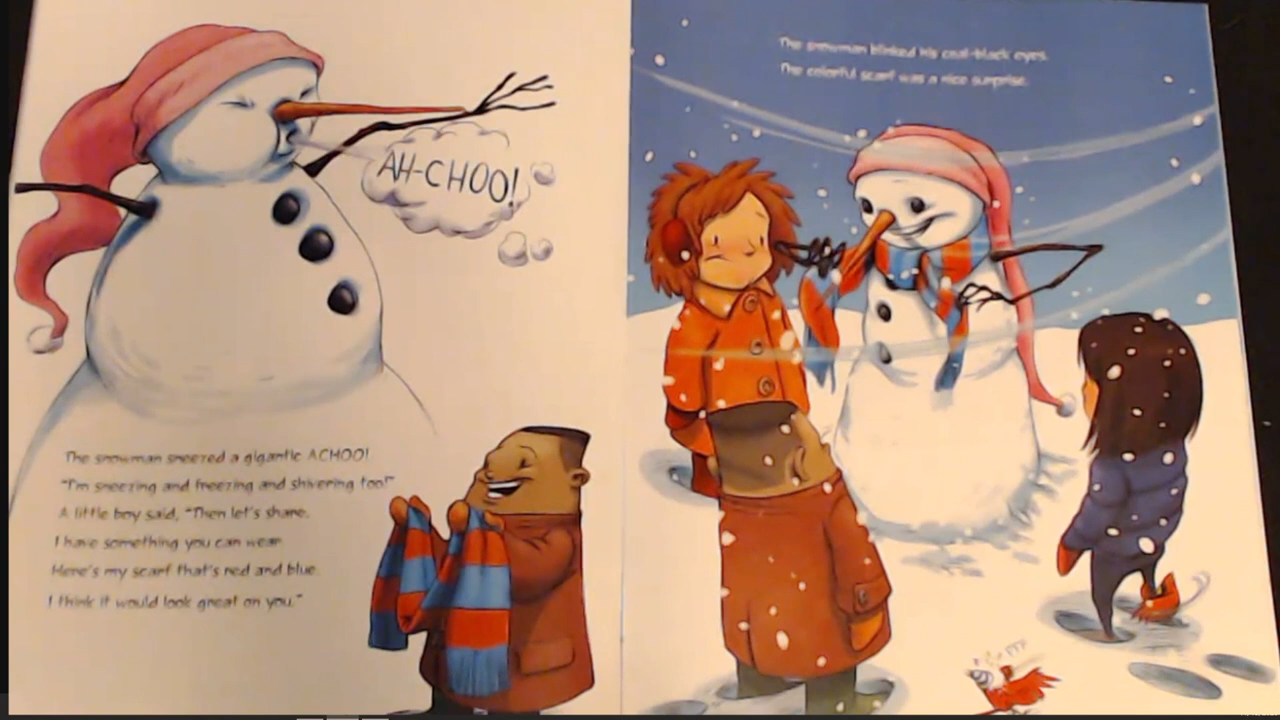 AH-CHOO!
The snowman sneezed a gigantic ACHOO!
"I'm sneezing and freezing and shivering too!"
A little boy said, "Then let's share.
I have something you can wear.
Here's my scarf that's red and blue.
I think it would look great on you."
The snowman blinked his coal-black eyes.
The colorful scarf was a nice surprise.